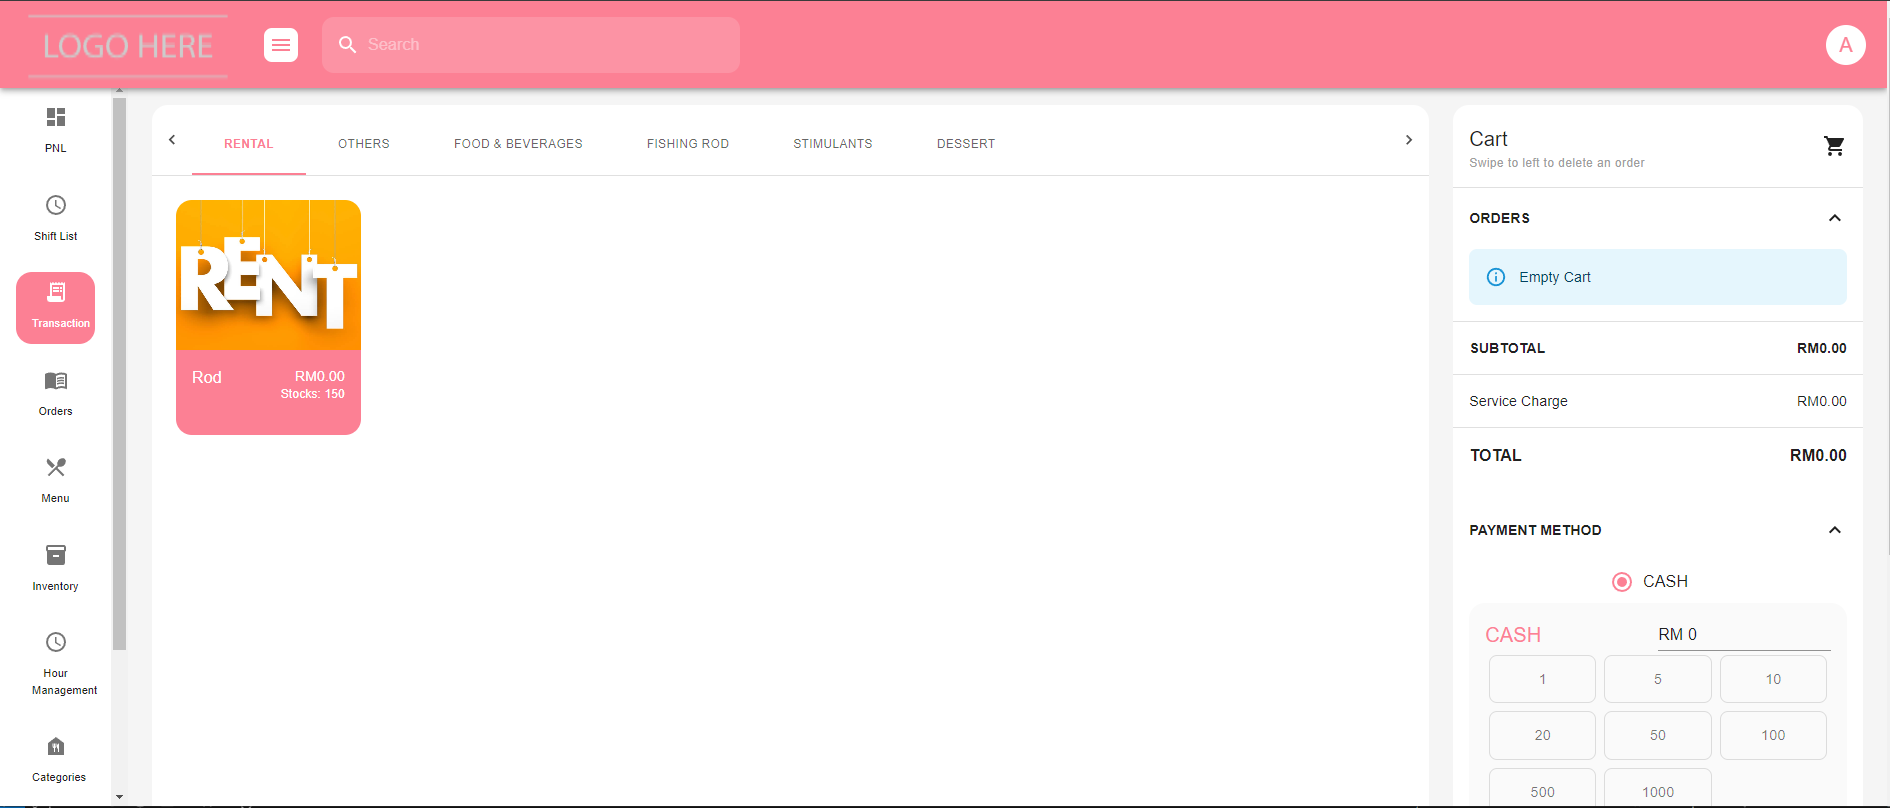 LOGO HERE
Search
A
PNL
Shift List
Transaction
Orders
Menu
Inventory
Hour
Management
Categories
RENTAL
OTHERS
FOOD & BEVERAGES
FISHING ROD
STIMULANTS
DESSERT
RENT
Rod
RM0.00
Stocks: 150
Cart
Swipe to left to delete an order
ORDERS
Empty Cart
SUBTOTAL RM0.00
Service Charge RM0.00
TOTAL RM0.00
PAYMENT METHOD
CASH
CASH RM 0
1 5 10
20 50 100
500 1000